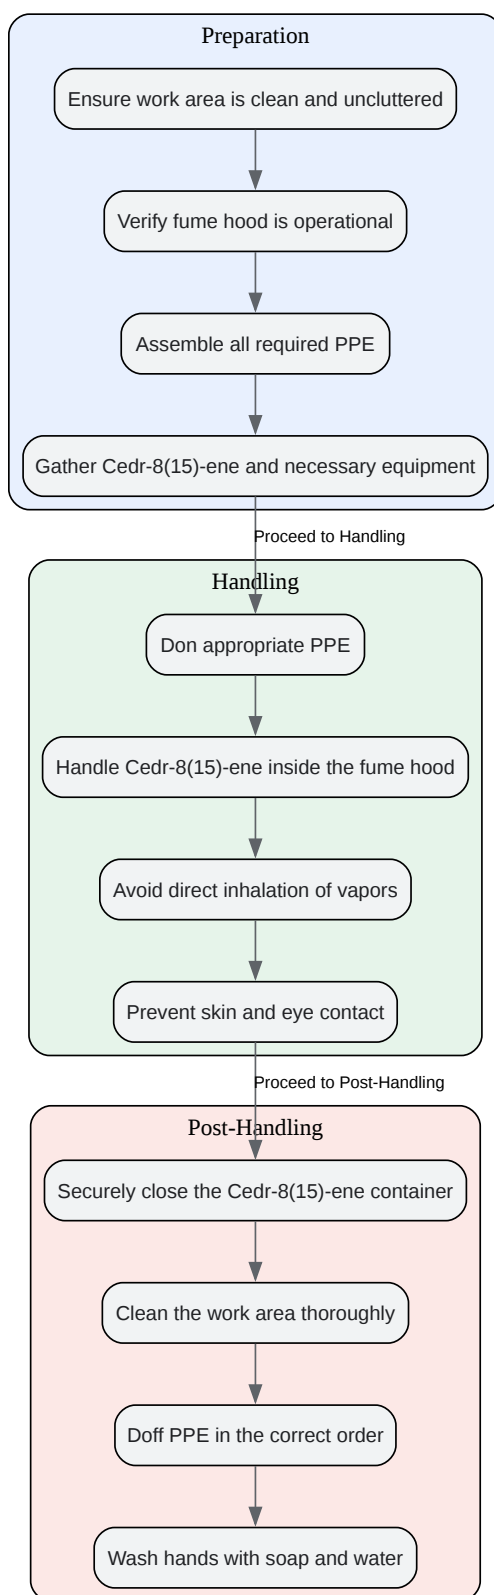 Preparation
Ensure work area is clean and uncluttered
Verify fume hood is operational
Assemble all required PPE
Gather Cedr-8(15)-ene and necessary equipment
Proceed to Handling
Handling
Don appropriate PPE
Handle Cedr-8(15)-ene inside the fume hood
Avoid direct inhalation of vapors
Prevent skin and eye contact
Proceed to Post-Handling
Post-Handling
Securely close the Cedr-8(15)-ene container
Clean the work area thoroughly
Doff PPE in the correct order
Wash hands with soap and water